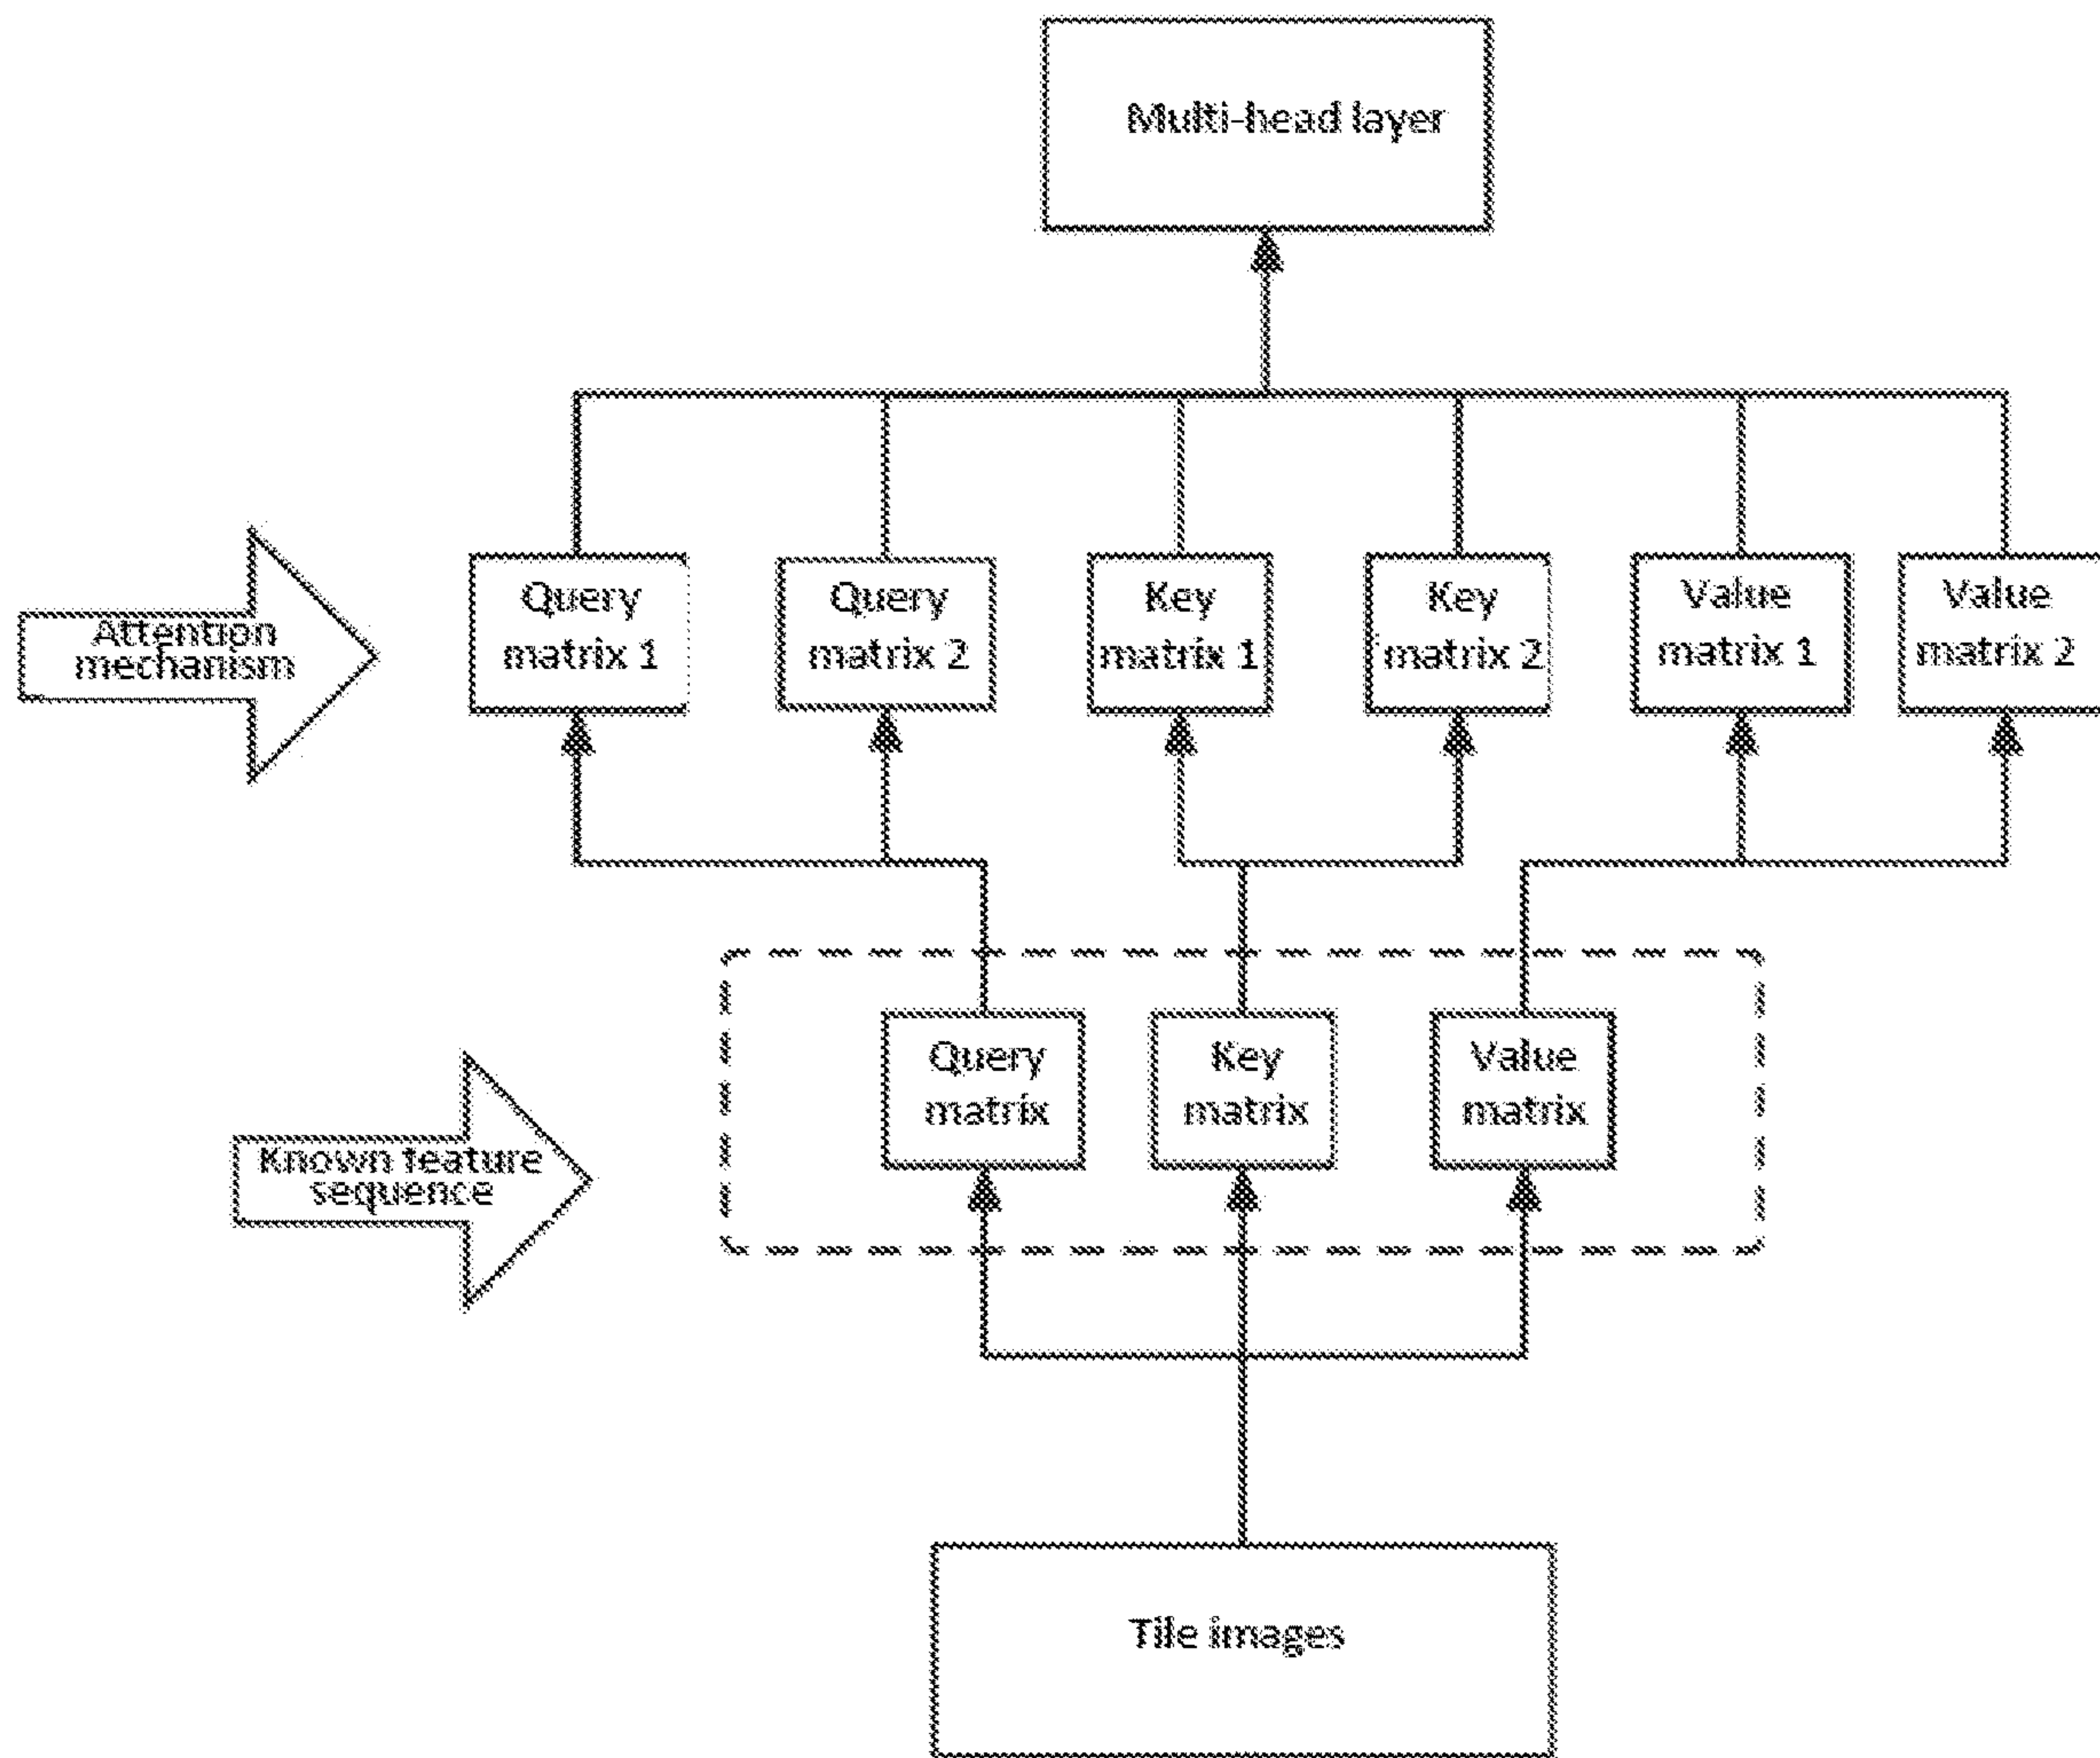 Multi-head layer
Attention
mechanism
Query
matrix 1
Query
matrix 2
Key
matrix 1
Key
matrix 2
Value
matrix 1
Value
matrix 2
Known feature
sequence
Query
matrix
Key
matrix
Value
matrix
Tile images